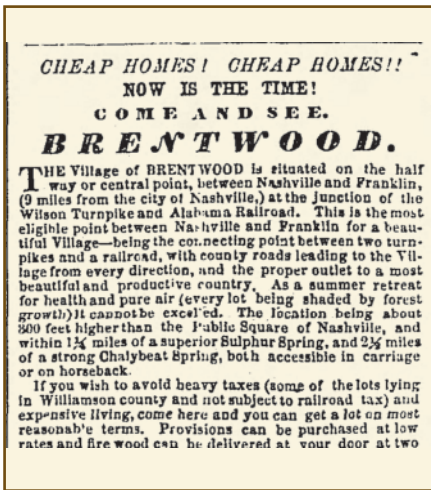 CHEAP HOMES! CHEAP HOMES!!
NOW IS THE TIME!
COME AND SEE.
BRENTWOOD.
THE Village of BRENTWOOD is situated on the half
way or central point, between Nashville and Franklin,
(9 miles from the city of Nashville,) at the junction of the
Wilson Turnpike and Alabama Railroad. This is the most
eligible point between Nashville and Franklin for a beau-
tiful Village—being the connecting point between two turn-
pikes and a railroad, with county roads leading to the Vil-
lage from every direction, and the proper outlet to a most
beautiful and productive country. As a summer retreat
for health and pure air (every lot being shaded by forest
growth) it cannot be excel'ed. The location being about
300 feet higher than the Public Square of Nashville, and
within 1¼ miles of a superior Sulphur Spring, and 2½ miles
of a strong Chalybeat Spring, both accessible in carriage
or on horseback.
If you wish to avoid heavy taxes (some of the lots lying
in Williamson county and not subject to railroad tax) and
expensive living, come here and you can get a lot on most
reasonab'e terms. Provisions can be purchased at low
rates and fire wood can be delivered at your door at two